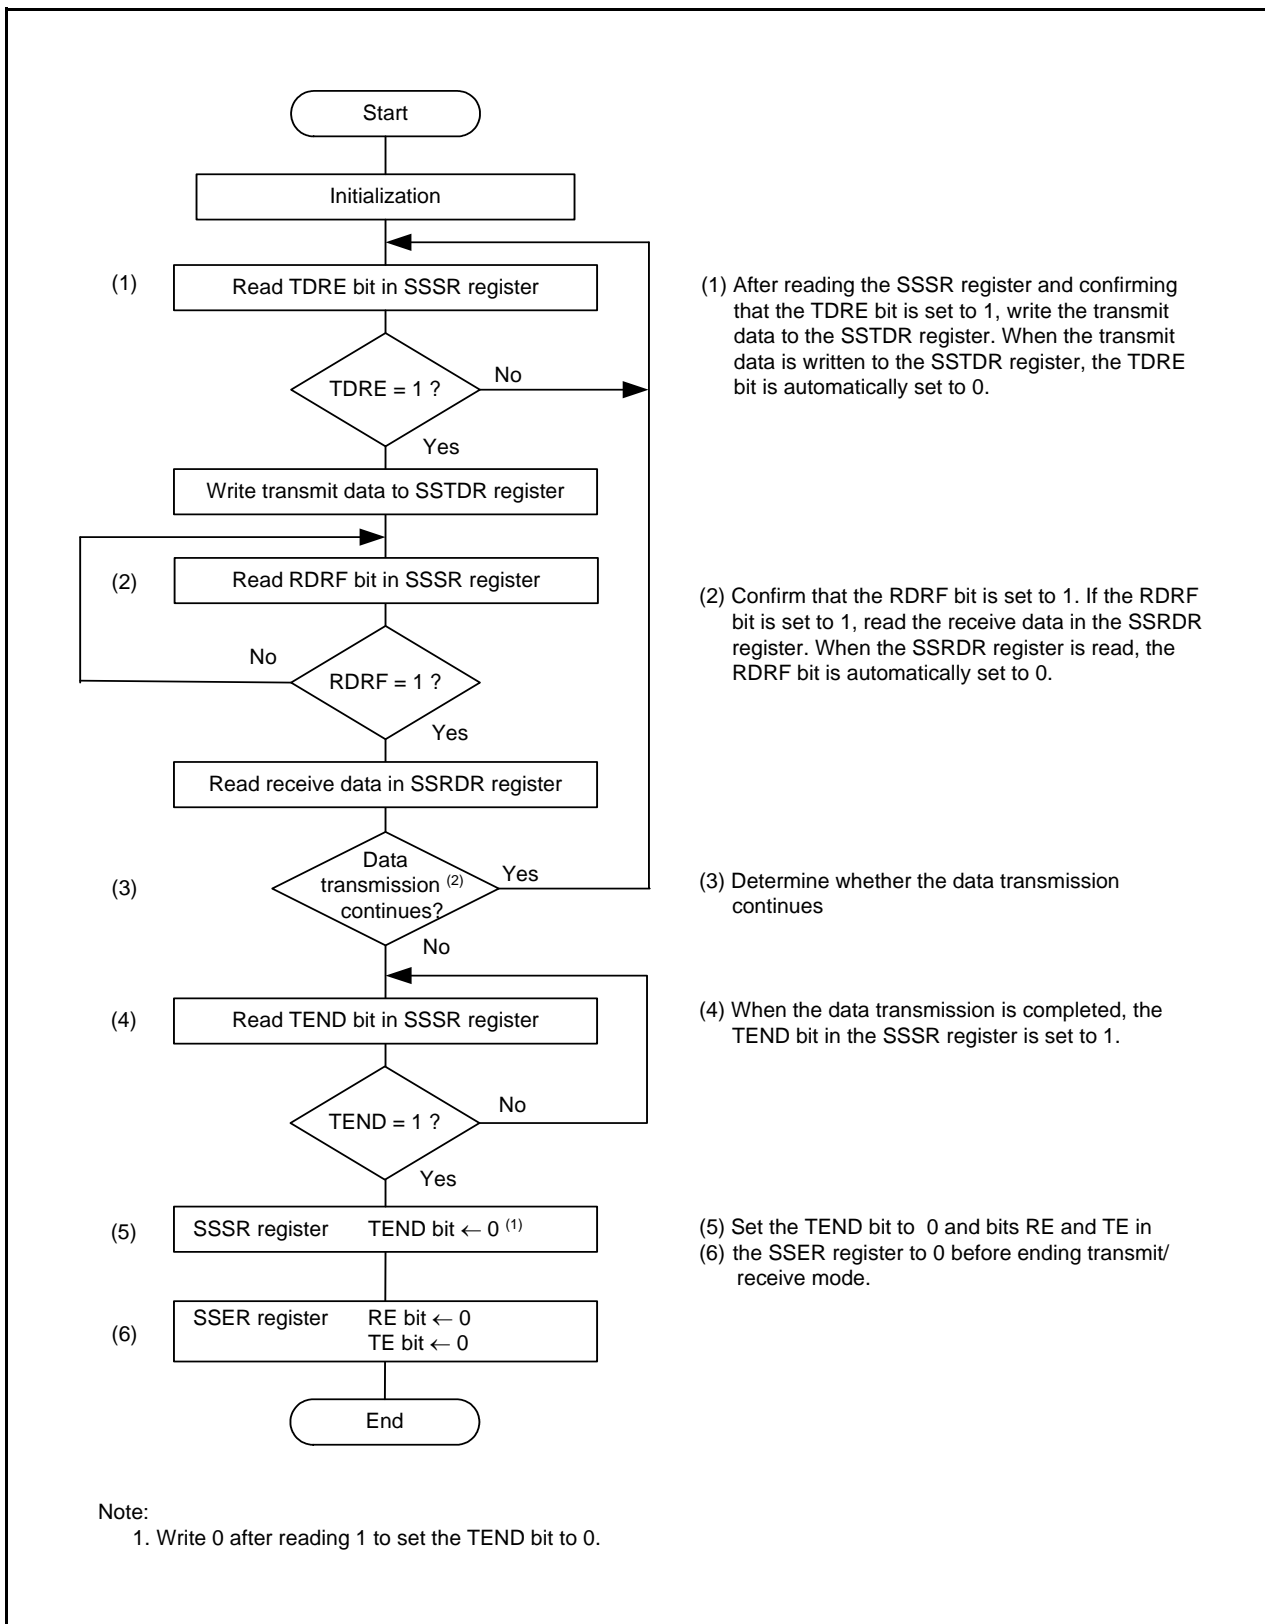 Start
Initialization
(1)
Read TDRE bit in SSSR register
TDRE = 1 ?
No
Yes
Write transmit data to SSTDR register
(2)
Read RDRF bit in SSSR register
No
RDRF = 1 ?
Yes
Read receive data in SSRDR register
(3)
Data
transmission (2)
continues?
Yes
No
(4)
Read TEND bit in SSSR register
TEND = 1 ?
No
Yes
(5)
SSSR register TEND bit ← 0 (1)
(6)
SSER register RE bit ← 0
TE bit ← 0
End
(1) After reading the SSSR register and confirming
that the TDRE bit is set to 1, write the transmit
data to the SSTDR register. When the transmit
data is written to the SSTDR register, the TDRE
bit is automatically set to 0.
(2) Confirm that the RDRF bit is set to 1. If the RDRF
bit is set to 1, read the receive data in the SSRDR
register. When the SSRDR register is read, the
RDRF bit is automatically set to 0.
(3) Determine whether the data transmission
continues
(4) When the data transmission is completed, the
TEND bit in the SSSR register is set to 1.
(5) Set the TEND bit to 0 and bits RE and TE in
(6) the SSER register to 0 before ending transmit/
receive mode.
Note:
1. Write 0 after reading 1 to set the TEND bit to 0.